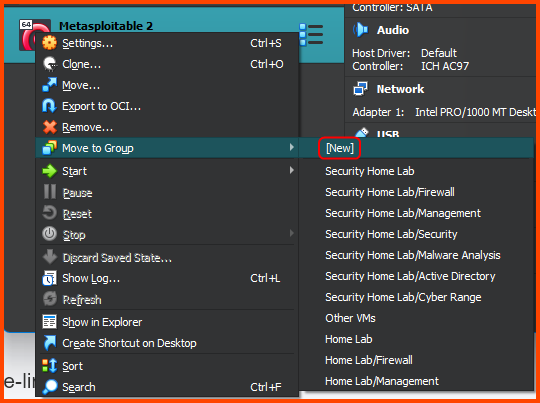 Controller: SATA
64
Metasploitable 2
Audio
Host Driver: Default
Controller: ICH AC97
Network
Adapter 1: Intel PRO/1000 MT Deskt
USB
Settings... Ctrl+S
Clone... Ctrl+O
Move...
Export to OCI...
Remove...
Move to Group
Start
Pause
Reset
Stop
Discard Saved State...
Show Log... Ctrl+L
Refresh
Show in Explorer
Create Shortcut on Desktop
Sort
Search Ctrl+F
[New]
Security Home Lab
Security Home Lab/Firewall
Security Home Lab/Management
Security Home Lab/Security
Security Home Lab/Malware Analysis
Security Home Lab/Active Directory
Security Home Lab/Cyber Range
Other VMs
Home Lab
Home Lab/Firewall
Home Lab/Management